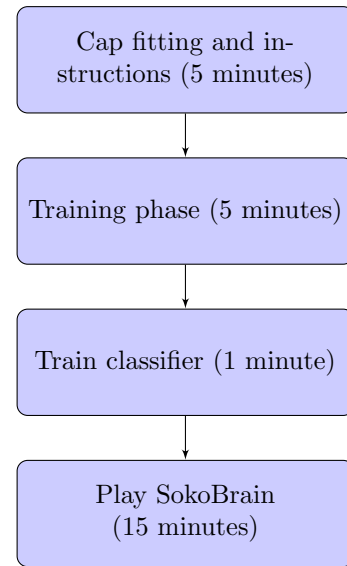 Cap fitting and in-
structions (5 minutes)
Training phase (5 minutes)
Train classifier (1 minute)
Play SokoBrain
(15 minutes)